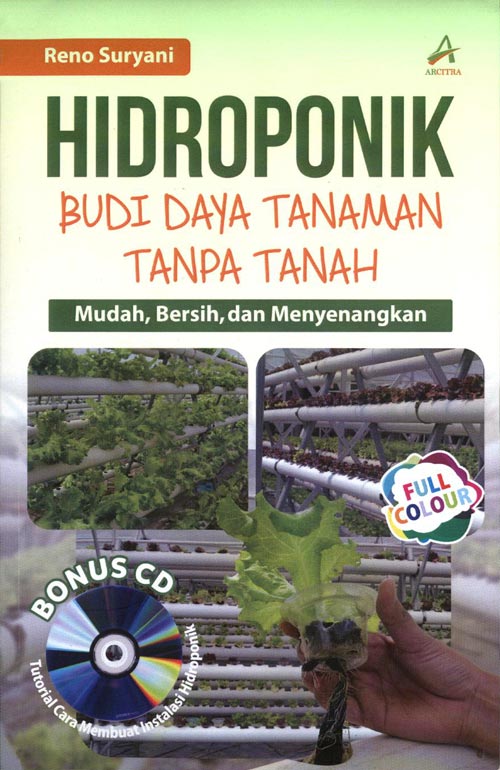 Reno Suryani
ARCITRA
HIDROPONIK
BUDI DAYA TANAMAN
TANPA TANAH
Mudah, Bersih, dan Menyenangkan
FULL
COLOUR
BONUS CD
Tutorial Cara Membuat Instalasi Hidroponik